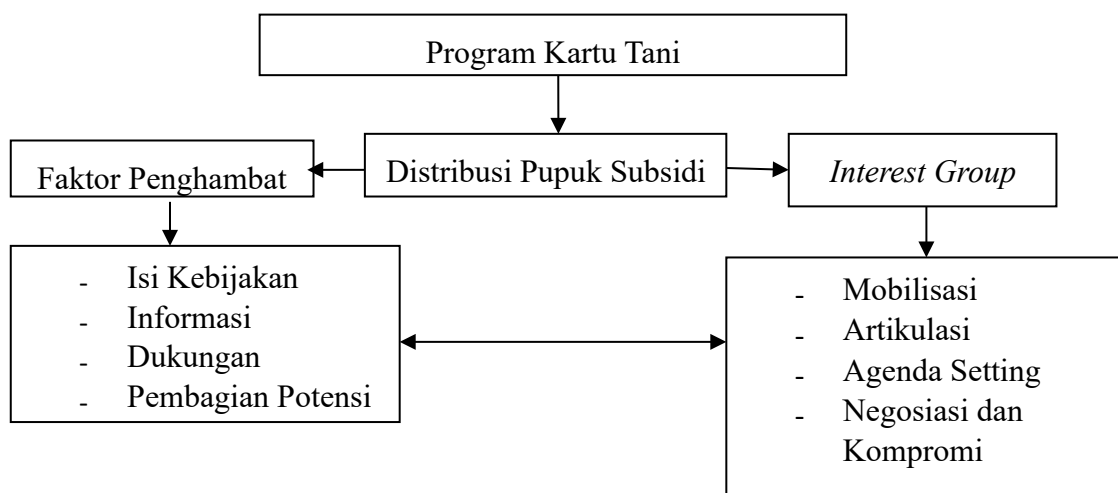 Program Kartu Tani
Faktor Penghambat
Distribusi Pupuk Subsidi
Interest Group
- Isi Kebijakan
- Informasi
- Dukungan
- Pembagian Potensi
- Mobilisasi
- Artikulasi
- Agenda Setting
- Negosiasi dan
Kompromi